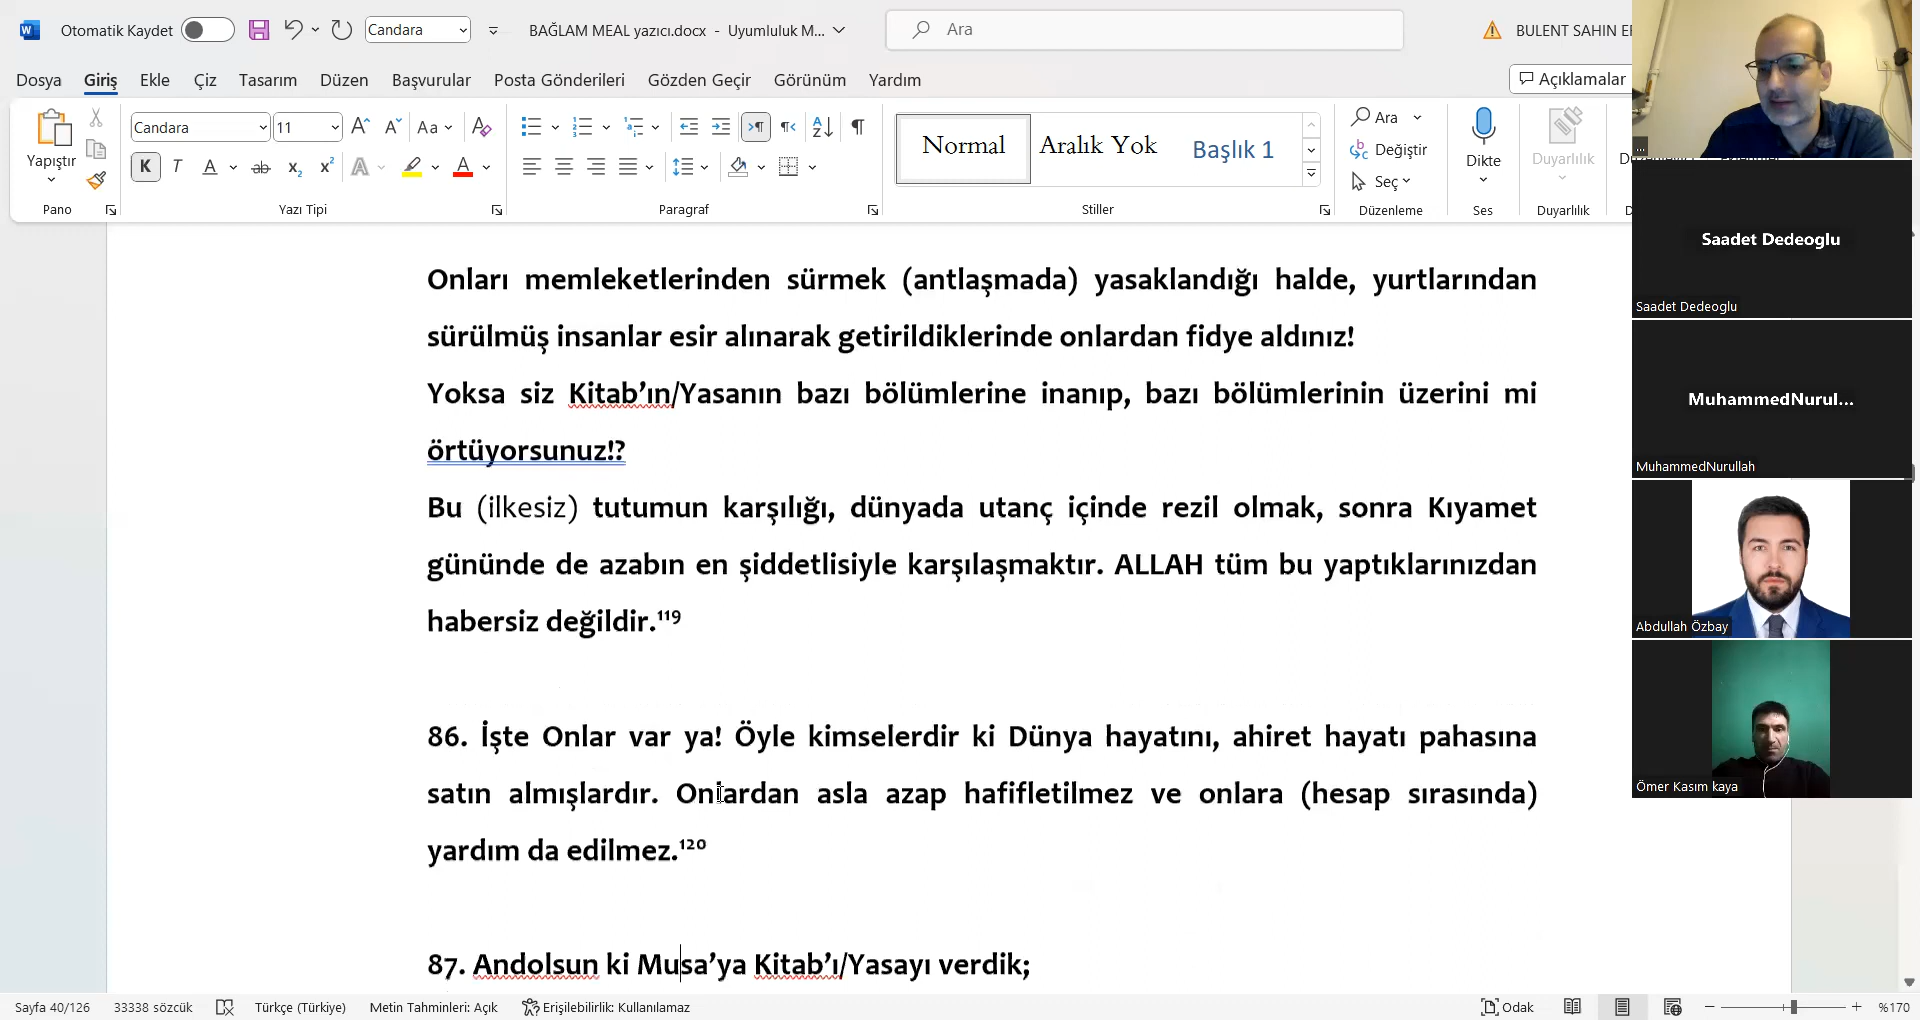 Otomatik Kaydet
Candara
BAĞLAM MEAL yazıcı.docx - Uyumluluk M...
Ara
BULENT SAHIN
Dosya Giriş Ekle Çiz Tasarım Düzen Başvurular Posta Gönderileri Gözden Geçir Görünüm Yardım
Açıklamalar
Yapıştır
Candara 11
Aa
K T A ab x₂ x² A A
Normal
Aralık Yok
Başlık 1
Ara
Değiştir
Seç
Dikte
Duyarlılık
Pano
Yazı Tipi
Paragraf
Stiller
Düzenleme
Ses
Duyarlılık
Onları memleketlerinden sürmek (antlaşmada) yasaklandığı halde, yurtlarından
sürülmüş insanlar esir alınarak getirildiklerinde onlardan fidye aldınız!
Yoksa siz Kitab’ın/Yasanın bazı bölümlerine inanıp, bazı bölümlerinin üzerini mi
örtüyorsunuz!?
Bu (ilkesiz) tutumun karşılığı, dünyada utanç içinde rezil olmak, sonra Kıyamet
gününde de azabın en şiddetlisiyle karşılaşmaktır. ALLAH tüm bu yaptıklarınızdan
habersiz değildir.¹¹⁹
86. İşte Onlar var ya! Öyle kimselerdir ki Dünya hayatını, ahiret hayatı pahasına
satın almışlardır. Onlardan asla azap hafifletilmez ve onlara (hesap sırasında)
yardım da edilmez.¹²⁰
87. Andolsun ki Musa’ya Kitab’ı/Yasayı verdik;
...
Saadet Dedeoglu
Saadet Dedeoglu
MuhammedNurul...
MuhammedNurullah
Abdullah Özbay
Ömer Kasım kaya
Sayfa 40/126
33338 sözcük
Türkçe (Türkiye)
Metin Tahminleri: Açık
Erişilebilirlik: Kullanılamaz
Odak
%170